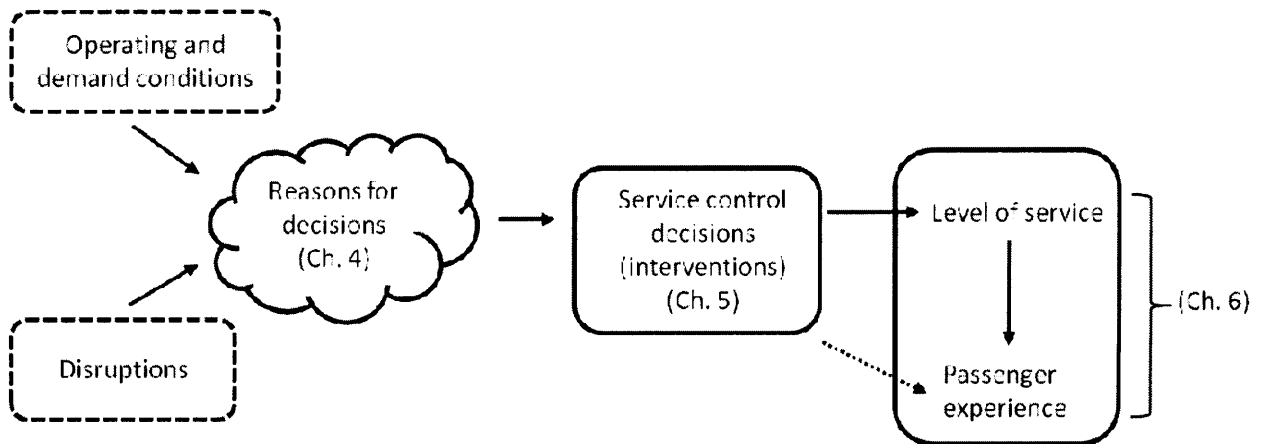 Operating and
demand conditions
Disruptions
Reasons for
decisions
(Ch. 4)
Service control
decisions
(interventions)
(Ch. 5)
Level of service
Passenger
experience
(Ch. 6)